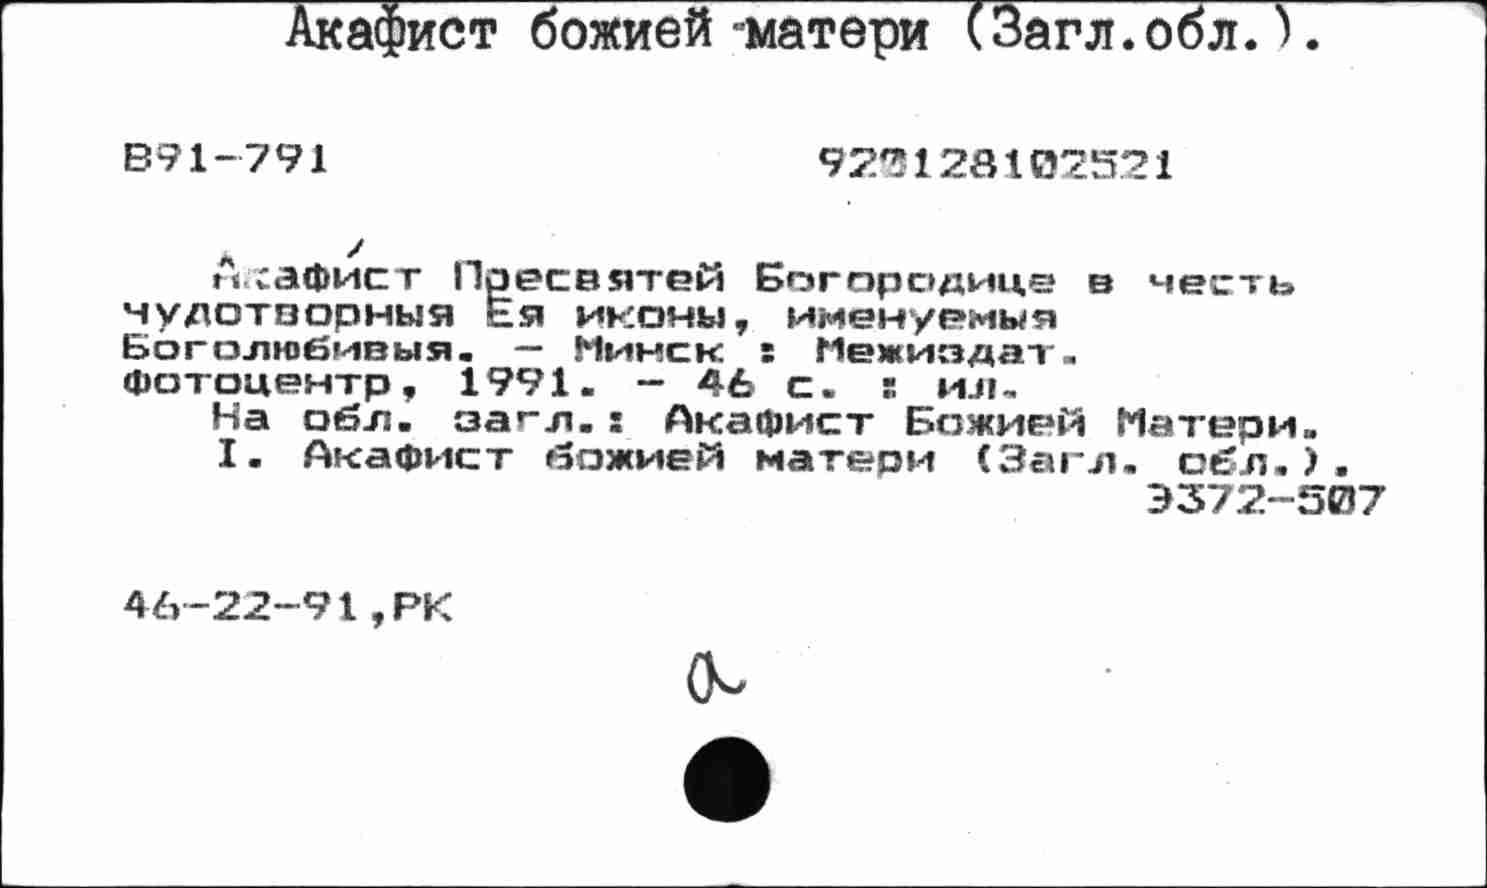 Акафист божией матери (Загл.обл.).
В91-791
920128102521
Акафист Пресвятей Богородице в честь
чудотворныя Ея иконы, именуемыя
Боголюбивыя. - Минск : Межиздат.
фотоцентр, 1991. - 46 с. : ил.
На обл. загл.: Акафист Божией Матери.
I. Акафист божией матери (Загл. обл.).
Э372-507
46-22-91,РК
а